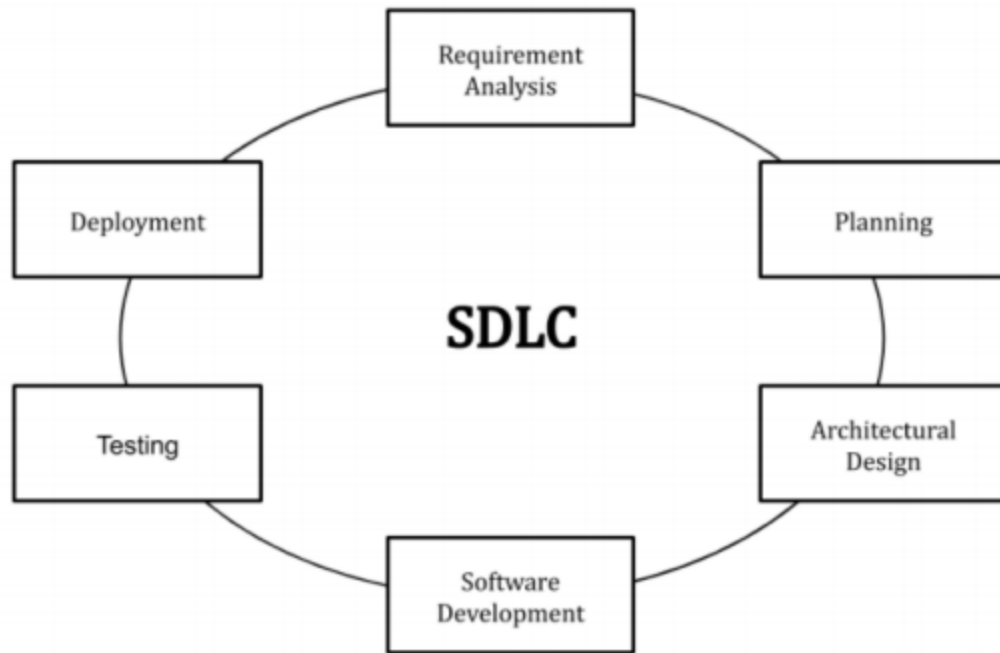 Requirement
Analysis
Deployment
Planning
SDLC
Testing
Architectural
Design
Software
Development